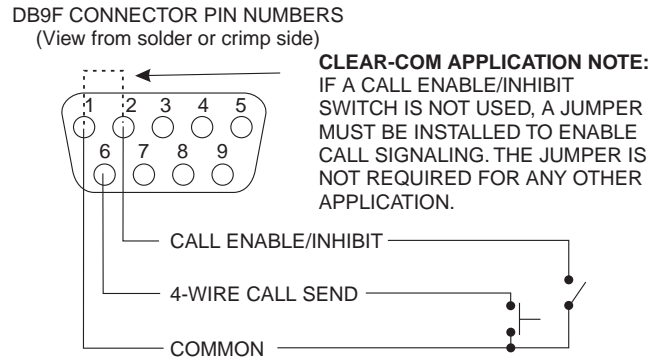 DB9F CONNECTOR PIN NUMBERS
(View from solder or crimp side)
CLEAR-COM APPLICATION NOTE:
IF A CALL ENABLE/INHIBIT
SWITCH IS NOT USED, A JUMPER
MUST BE INSTALLED TO ENABLE
CALL SIGNALING. THE JUMPER IS
NOT REQUIRED FOR ANY OTHER
APPLICATION.
1 2 3 4 5
6 7 8 9
CALL ENABLE/INHIBIT
4-WIRE CALL SEND
COMMON